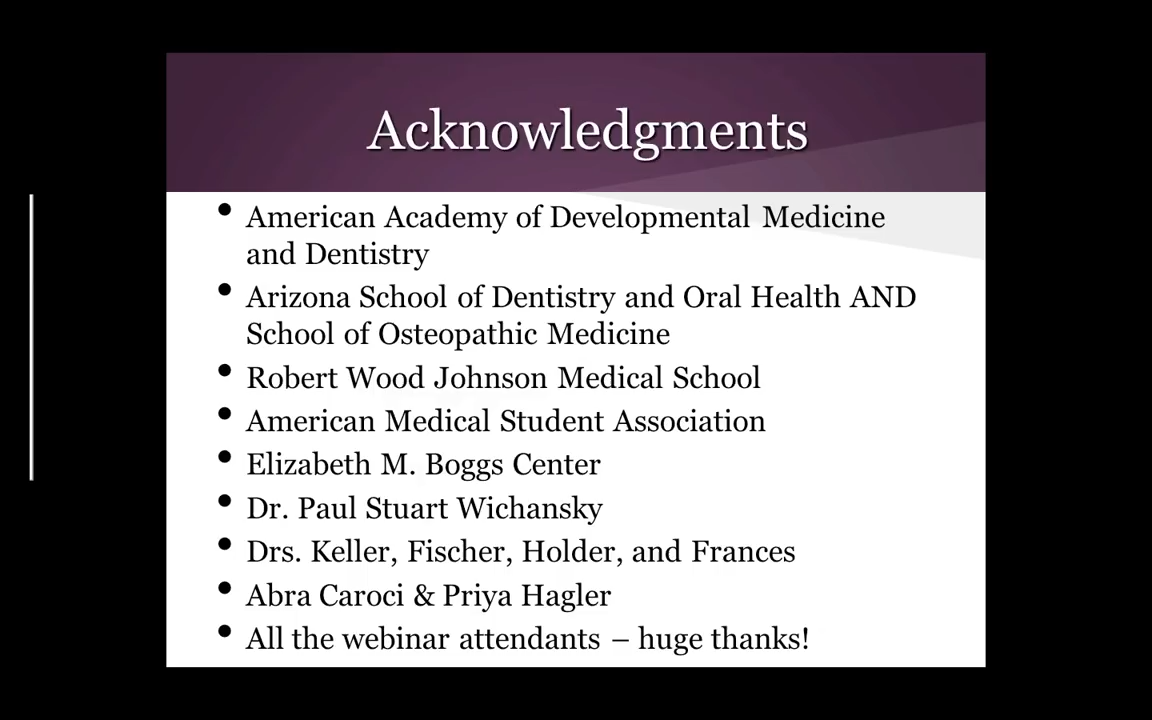 Acknowledgments
• American Academy of Developmental Medicine
and Dentistry
• Arizona School of Dentistry and Oral Health AND
School of Osteopathic Medicine
• Robert Wood Johnson Medical School
• American Medical Student Association
• Elizabeth M. Boggs Center
• Dr. Paul Stuart Wichansky
• Drs. Keller, Fischer, Holder, and Frances
• Abra Caroci & Priya Hagler
• All the webinar attendants – huge thanks!